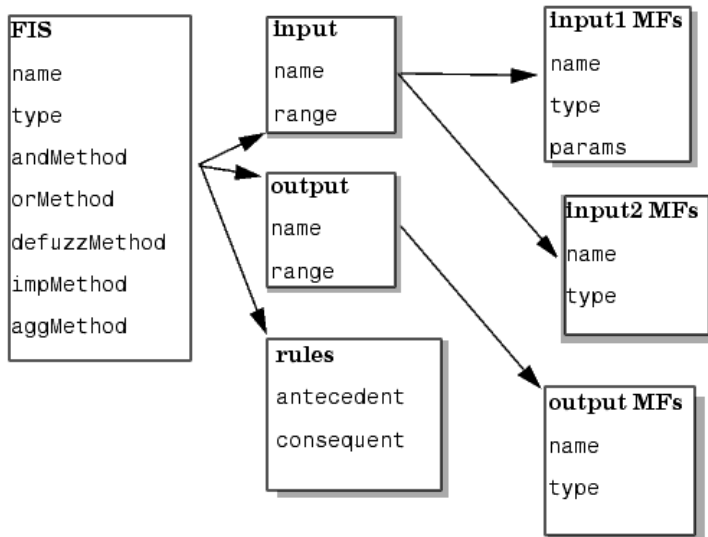 FIS
name
type
andMethod
orMethod
defuzzMethod
impMethod
aggMethod
input
name
range
output
name
range
rules
antecedent
consequent
input1 MFs
name
type
params
input2 MFs
name
type
output MFs
name
type